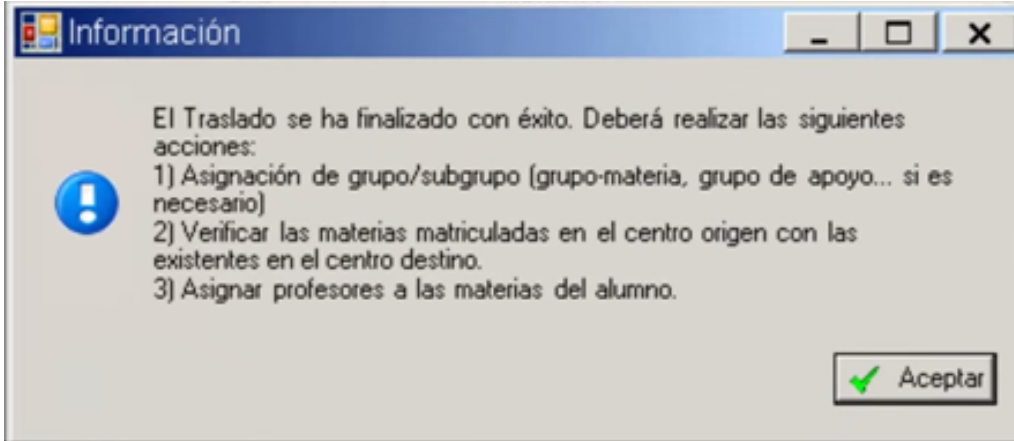 Información
El Traslado se ha finalizado con éxito. Deberá realizar las siguientes
acciones:
1) Asignación de grupo/subgrupo (grupo-materia, grupo de apoyo... si es
necesario)
2) Verificar las materias matriculadas en el centro origen con las
existentes en el centro destino.
3) Asignar profesores a las materias del alumno.
Aceptar